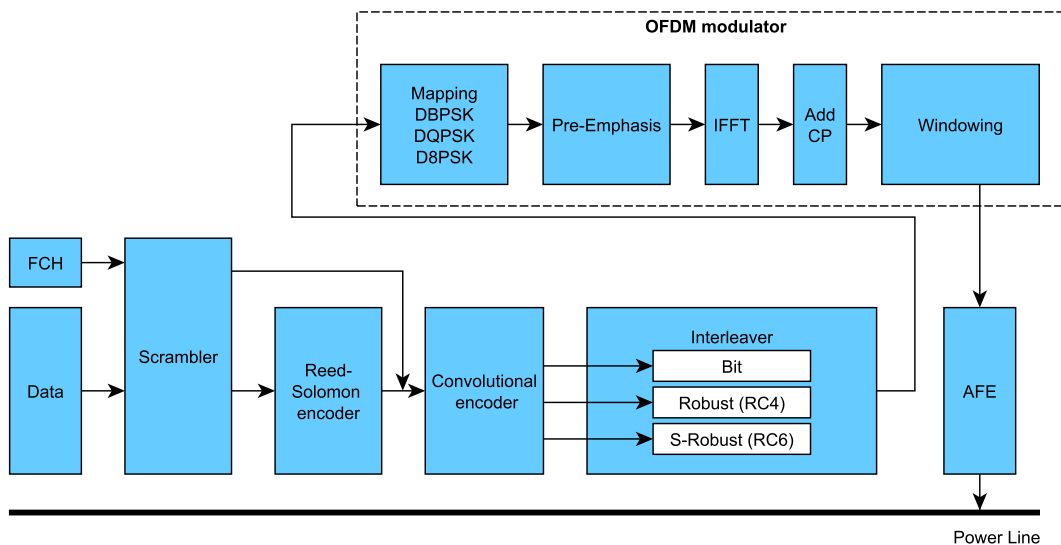 OFDM modulator
Mapping
DBPSK
DQPSK
D8PSK
Pre-Emphasis
IFFT
Add
CP
Windowing
FCH
Data
Scrambler
Reed-
Solomon
encoder
Convolutional
encoder
Interleaver
Bit
Robust (RC4)
S-Robust (RC6)
AFE
Power Line